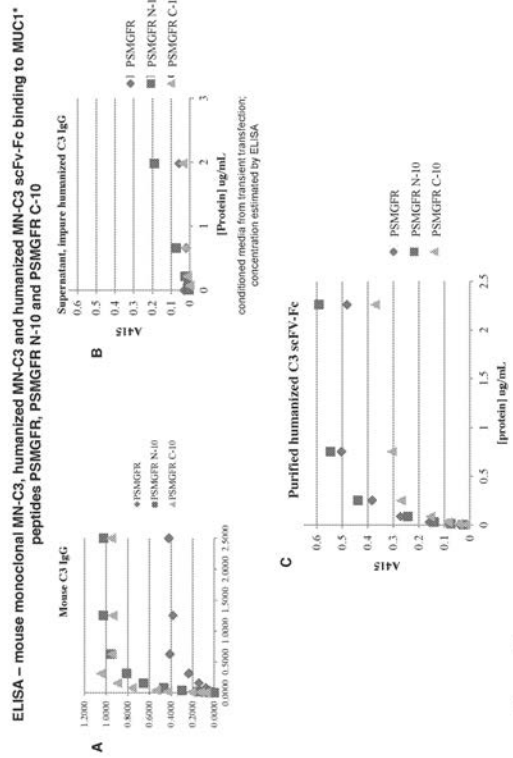 ELISA – mouse monoclonal MN-C3, humanized MN-C3 and humanized MN-C3 scFv-Fc binding to MUC1*
peptides PSMGFR, PSMGFR N-10 and PSMGFR C-10
A
Mouse C3 IgG
1.2000
1.0000
0.8000
0.6000
0.4000
0.2000
0.0000
0.0000 0.5000 1.0000 1.5000 2.0000 2.5000
PSMGFR
PSMGFR N-10
PSMGFR C-10
B
Supernatant, impure humanized C3 IgG
A415
0.6
0.5
0.4
0.3
0.2
0.1
0
0 1 2 3
[Protein] ug/mL
PSMGFR
PSMGFR N-1
PSMGFR C-1
conditioned media from transient transfection;
concentration estimated by ELISA
C
Purified humanized C3 scFV-Fc
A415
0.6
0.5
0.4
0.3
0.2
0.1
0
0 0.5 1 1.5 2 2.5
[protein] ug/mL
PSMGFR
PSMGFR N-10
PSMGFR C-10